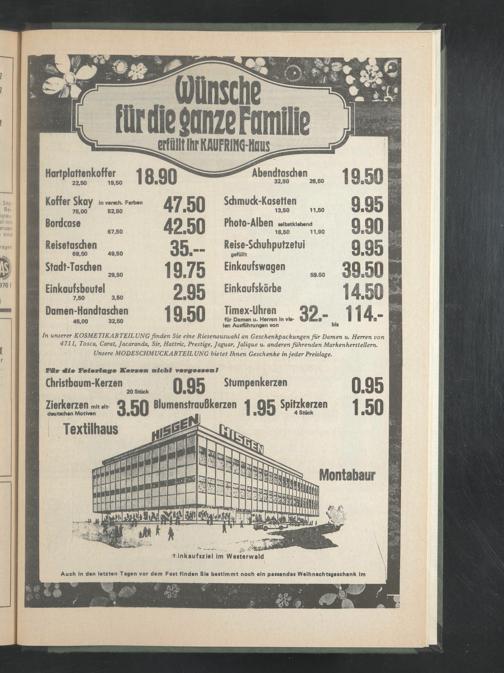 Wünsche
für die ganze Familie
erfüllt Ihr KAUFRING-Haus
Hartplattenkoffer 18.90
22,50 19,50
Abendtaschen 19.50
32,50 26,50
Koffer Skay in versch. Farben 47.50
75,00 52,50
Schmuck-Kasetten 9.95
13,50 11,50
Bordcase 42.50
67,50
Photo-Alben selbstklebend 9.90
16,50 11,90
Reisetaschen 35.--
69,50 49,50
Reise-Schuhputzetui 9.95
gefüllt
Stadt-Taschen 19.75
29,50
Einkaufswagen 39.50
59.50
Einkaufsbeutel 2.95
7,50 3,50
Einkaufskörbe 14.50
Damen-Handtaschen 19.50
45,00 32,50
Timex-Uhren 32.- 114.-
für Damen u. Herren in vie-
len Ausführungen von bis
In unserer KOSMETIKARTEILUNG finden Sie eine Riesenauswahl an Geschenkpackungen für Damen u. Herren von
4711, Tosca, Carat, Jacaranda, Sir, Hattric, Prestige, Jaguar, Jalique u. anderen führenden Markenherstellern.
Unsere MODESCHMUCKARTEILUNG bietet Ihnen Geschenke in jeder Preislage.
Für die Feiertage Kerzen nicht vergessen!
Christbaum-Kerzen 0.95
20 Stück
Stumpenkerzen 0.95
Zierkerzen mit alt- 3.50
deutschen Motiven
Blumenstraußkerzen 1.95
Spitzkerzen 1.50
4 Stück
Textilhaus
HISGEN HISGEN
Montabaur
Einkaufsziel im Westerwald
Auch in den letzten Tagen vor dem Fest finden Sie bestimmt noch ein passendes Weihnachtsgeschenk im